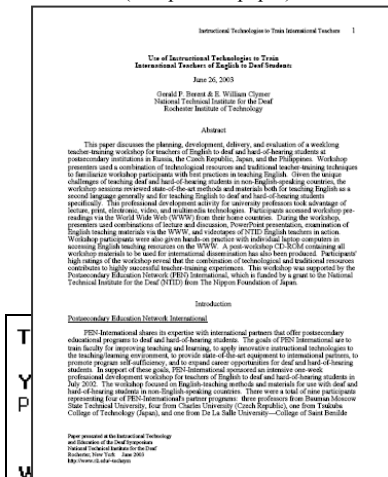 Instructional Technologies to Train International Teachers 1
Use of Instructional Technologies to Train
International Teachers of English to Deaf Students
June 26, 2003
Gerald P. Berent & E. William Clymer
National Technical Institute for the Deaf
Rochester Institute of Technology
Abstract
This paper discusses the planning, development, delivery, and evaluation of a weeklong
teacher-training workshop for teachers of English to deaf and hard-of-hearing students at
postsecondary institutions in Russia, the Czech Republic, Japan, and the Philippines. Workshop
presenters used a combination of technological resources and traditional teacher-training techniques
to familiarize workshop participants with best practices in teaching English. Given the unique
challenges of teaching deaf and hard-of-hearing students in non-English-speaking countries, the
workshop sessions reviewed state-of-the-art methods and materials both for teaching English as a
second language generally and for teaching English to deaf and hard-of-hearing students
specifically. This professional development activity for university professors took advantage of
lecture, print, electronic, video, and multimedia technologies. Participants accessed workshop pre-
readings via the World Wide Web (WWW) from their home countries. During the workshop,
presenters used combinations of lecture and discussion, PowerPoint presentation, examination of
English teaching materials via the WWW, and videotapes of NTID English teachers in action.
Workshop participants were also given hands-on practice with individual laptop computers in
accessing English teaching resources on the WWW. A post-workshop CD-ROM containing all
workshop materials to be used for international dissemination has also been produced. Participants'
high ratings of the workshop reveal that the combination of technological and traditional resources
contributes to highly successful teacher-training experiences. This workshop was supported by the
Postsecondary Education Network (PEN) International, which is funded by a grant to the National
Technical Institute for the Deaf (NTID) from The Nippon Foundation of Japan.
Introduction
Postsecondary Education Network International
PEN-International shares its expertise with international partners that offer postsecondary
educational programs to deaf and hard-of-hearing students. The goals of PEN International are to
train faculty for improving teaching and learning, to apply innovative instructional technologies to
the teaching/learning environment, to provide state-of-the-art equipment to international partners, to
promote program self-sufficiency, and to expand career opportunities for deaf and hard-of-hearing
students. In support of these goals, PEN-International sponsored an intensive one-week
professional development workshop for teachers of English to deaf and hard-of-hearing students in
July 2002. The workshop focused on English-teaching methods and materials for use with deaf and
hard-of-hearing students in non-English-speaking countries. There were a total of nine participants
representing four of PEN-International's partner programs: three professors from Bauman Moscow
State Technical University, four from Charles University (Czech Republic), one from Tsukuba
College of Technology (Japan), and one from De La Salle University—College of Saint Benilde
Paper presented at the Instructional Technology
and Education of the Deaf Symposium
National Technical Institute for the Deaf
Rochester, New York June 2003
T
Y
P
W